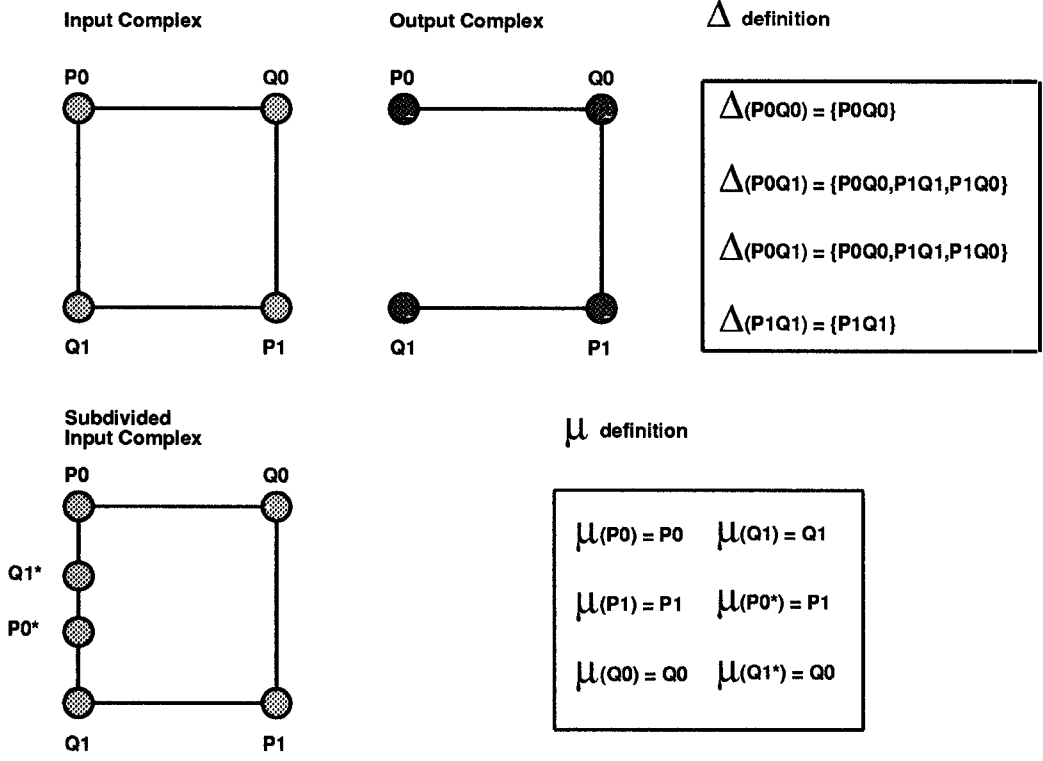 Input Complex
Output Complex
Δ definition
P0
Q0
Q1
P1
P0
Q0
Q1
P1
Δ(P0Q0) = {P0Q0}
Δ(P0Q1) = {P0Q0,P1Q1,P1Q0}
Δ(P0Q1) = {P0Q0,P1Q1,P1Q0}
Δ(P1Q1) = {P1Q1}
Subdivided
Input Complex
P0
Q0
Q1*
P0*
Q1
P1
μ definition
μ(P0) = P0 μ(Q1) = Q1
μ(P1) = P1 μ(P0*) = P1
μ(Q0) = Q0 μ(Q1*) = Q0